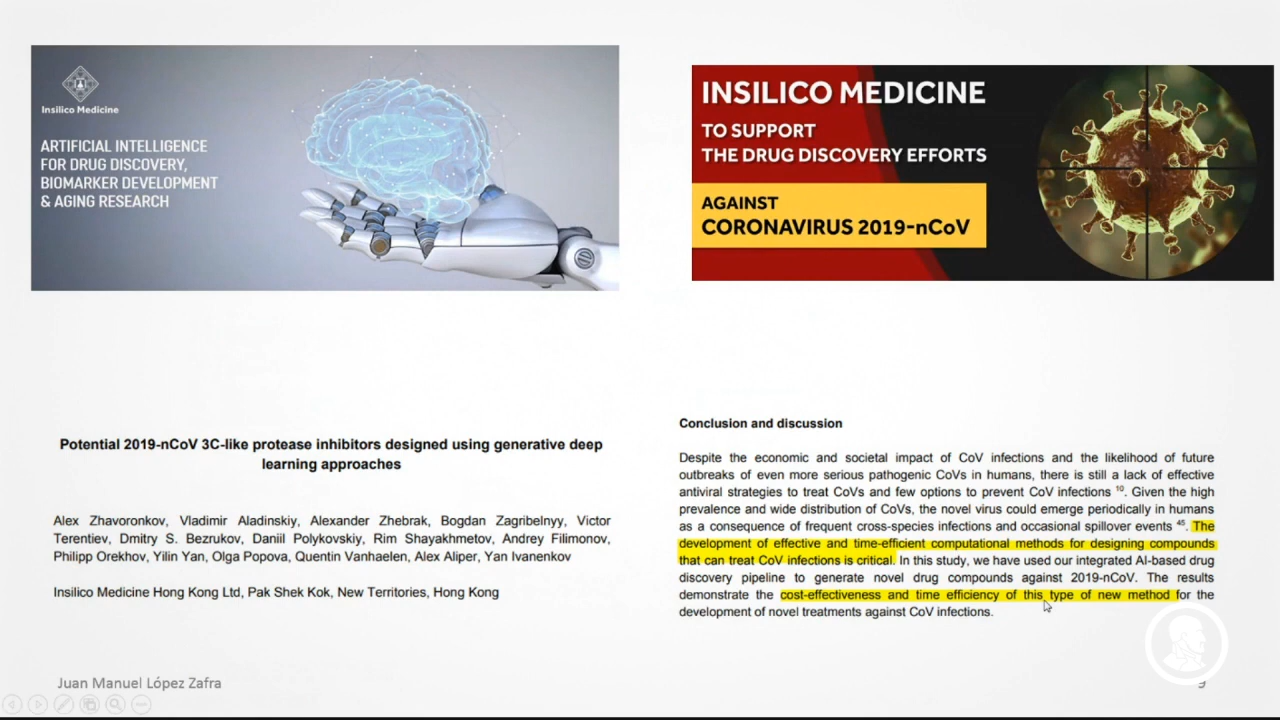 Insilico Medicine
ARTIFICIAL INTELLIGENCE
FOR DRUG DISCOVERY,
BIOMARKER DEVELOPMENT
& AGING RESEARCH
INSILICO MEDICINE
TO SUPPORT
THE DRUG DISCOVERY EFFORTS
AGAINST
CORONAVIRUS 2019-nCoV
Potential 2019-nCoV 3C-like protease inhibitors designed using generative deep
learning approaches
Alex Zhavoronkov, Vladimir Aladinskiy, Alexander Zhebrak, Bogdan Zagribelnyy, Victor
Terentiev, Dmitry S. Bezrukov, Daniil Polykovskiy, Rim Shayakhmetov, Andrey Filimonov,
Philipp Orekhov, Yilin Yan, Olga Popova, Quentin Vanhaelen, Alex Aliper, Yan Ivanenkov
Insilico Medicine Hong Kong Ltd, Pak Shek Kok, New Territories, Hong Kong
Conclusion and discussion
Despite the economic and societal impact of CoV infections and the likelihood of future
outbreaks of even more serious pathogenic CoVs in humans, there is still a lack of effective
antiviral strategies to treat CoVs and few options to prevent CoV infections 10. Given the high
prevalence and wide distribution of CoVs, the novel virus could emerge periodically in humans
as a consequence of frequent cross-species infections and occasional spillover events 45. The
development of effective and time-efficient computational methods for designing compounds
that can treat CoV infections is critical. In this study, we have used our integrated AI-based drug
discovery pipeline to generate novel drug compounds against 2019-nCoV. The results
demonstrate the cost-effectiveness and time efficiency of this type of new method for the
development of novel treatments against CoV infections.
Juan Manuel López Zafra